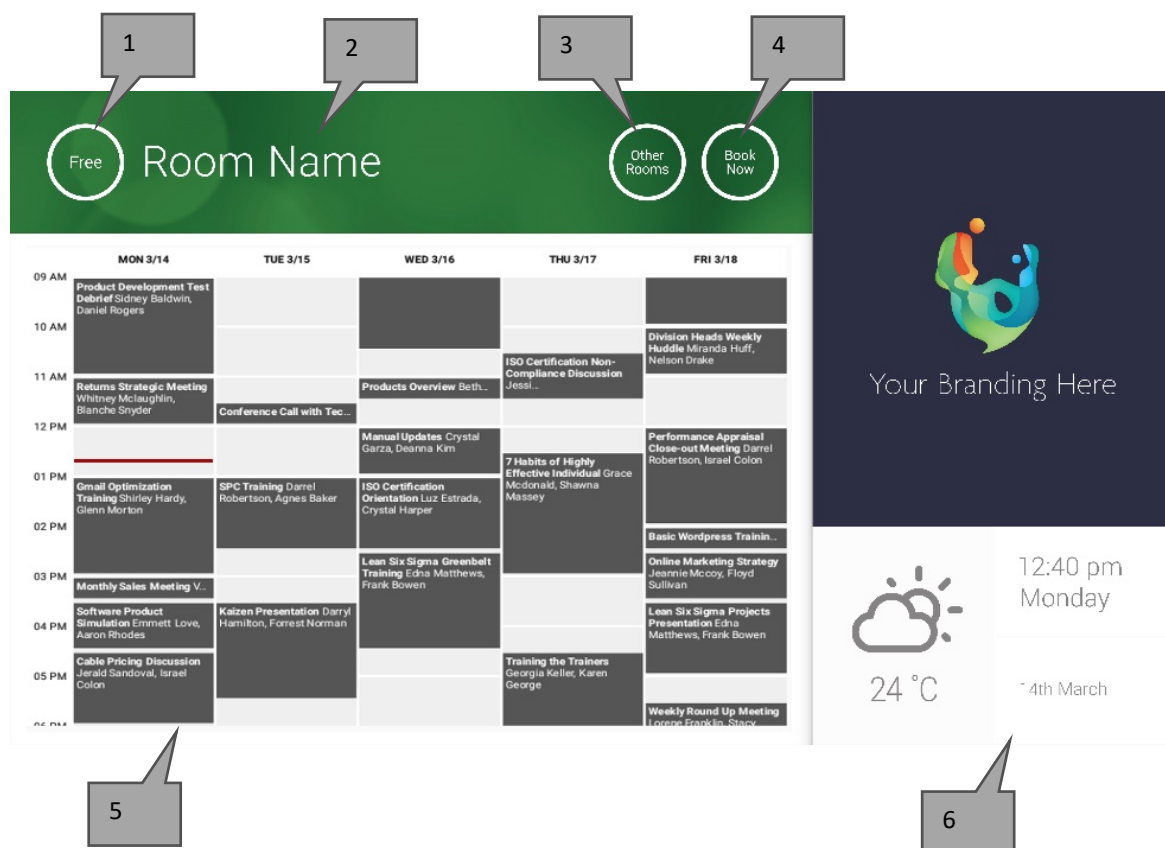 1
2
3
4
Free
Room Name
Other
Rooms
Book
Now
MON 3/14
TUE 3/15
WED 3/16
THU 3/17
FRI 3/18
09 AM
10 AM
11 AM
12 PM
01 PM
02 PM
03 PM
04 PM
05 PM
06 PM
Product Development Test
Debrief Sidney Baldwin,
Daniel Rogers
Returns Strategic Meeting
Whitney Mclaughlin,
Blanche Snyder
Gmail Optimization
Training Shirley Hardy,
Glenn Morton
Monthly Sales Meeting V...
Software Product
Simulation Emmett Love,
Aaron Rhodes
Cable Pricing Discussion
Jerald Sandoval, Israel
Colon
Conference Call with Tec...
SPC Training Darrel
Robertson, Agnes Baker
Kaizen Presentation Darryl
Hamilton, Forrest Norman
Products Overview Beth...
Manual Updates Crystal
Garza, Deanna Kim
ISO Certification
Orientation Luz Estrada,
Crystal Harper
Lean Six Sigma Greenbelt
Training Edna Matthews,
Frank Bowen
ISO Certification Non-
Compliance Discussion
Jessi...
7 Habits of Highly
Effective Individual Grace
Mcdonald, Shawna
Massey
Training the Trainers
Georgia Keller, Karen
George
Division Heads Weekly
Huddle Miranda Huff,
Nelson Drake
Performance Appraisal
Close-out Meeting Darrel
Robertson, Israel Colon
Basic Wordpress Trainin...
Online Marketing Strategy
Jeannie Mccoy, Floyd
Sullivan
Lean Six Sigma Projects
Presentation Edna
Matthews, Frank Bowen
Weekly Round Up Meeting
Lorene Franklin, Stacy
Your Branding Here
12:40 pm
Monday
24 °C
14th March
5
6